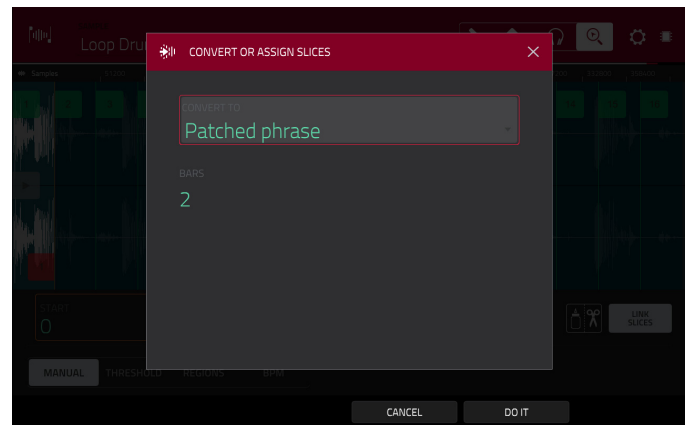 Loop Dru
CONVERT OR ASSIGN SLICES
Samples
CONVERT TO
Patched phrase
BARS
2
START
0
LINK
SLICES
MANUAL THRESHOLD REGIONS BPM
CANCEL DO IT